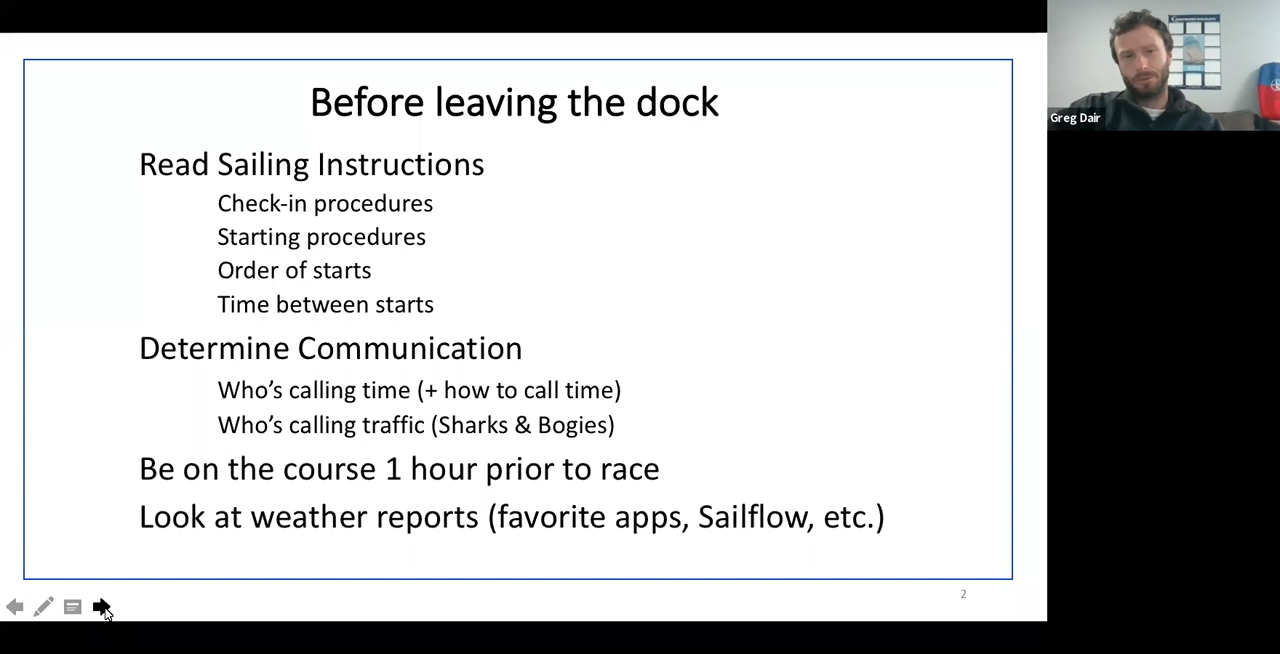 Before leaving the dock
Read Sailing Instructions
Check-in procedures
Starting procedures
Order of starts
Time between starts
Determine Communication
Who's calling time (+ how to call time)
Who's calling traffic (Sharks & Bogies)
Be on the course 1 hour prior to race
Look at weather reports (favorite apps, Sailflow, etc.)
2
Greg Dair